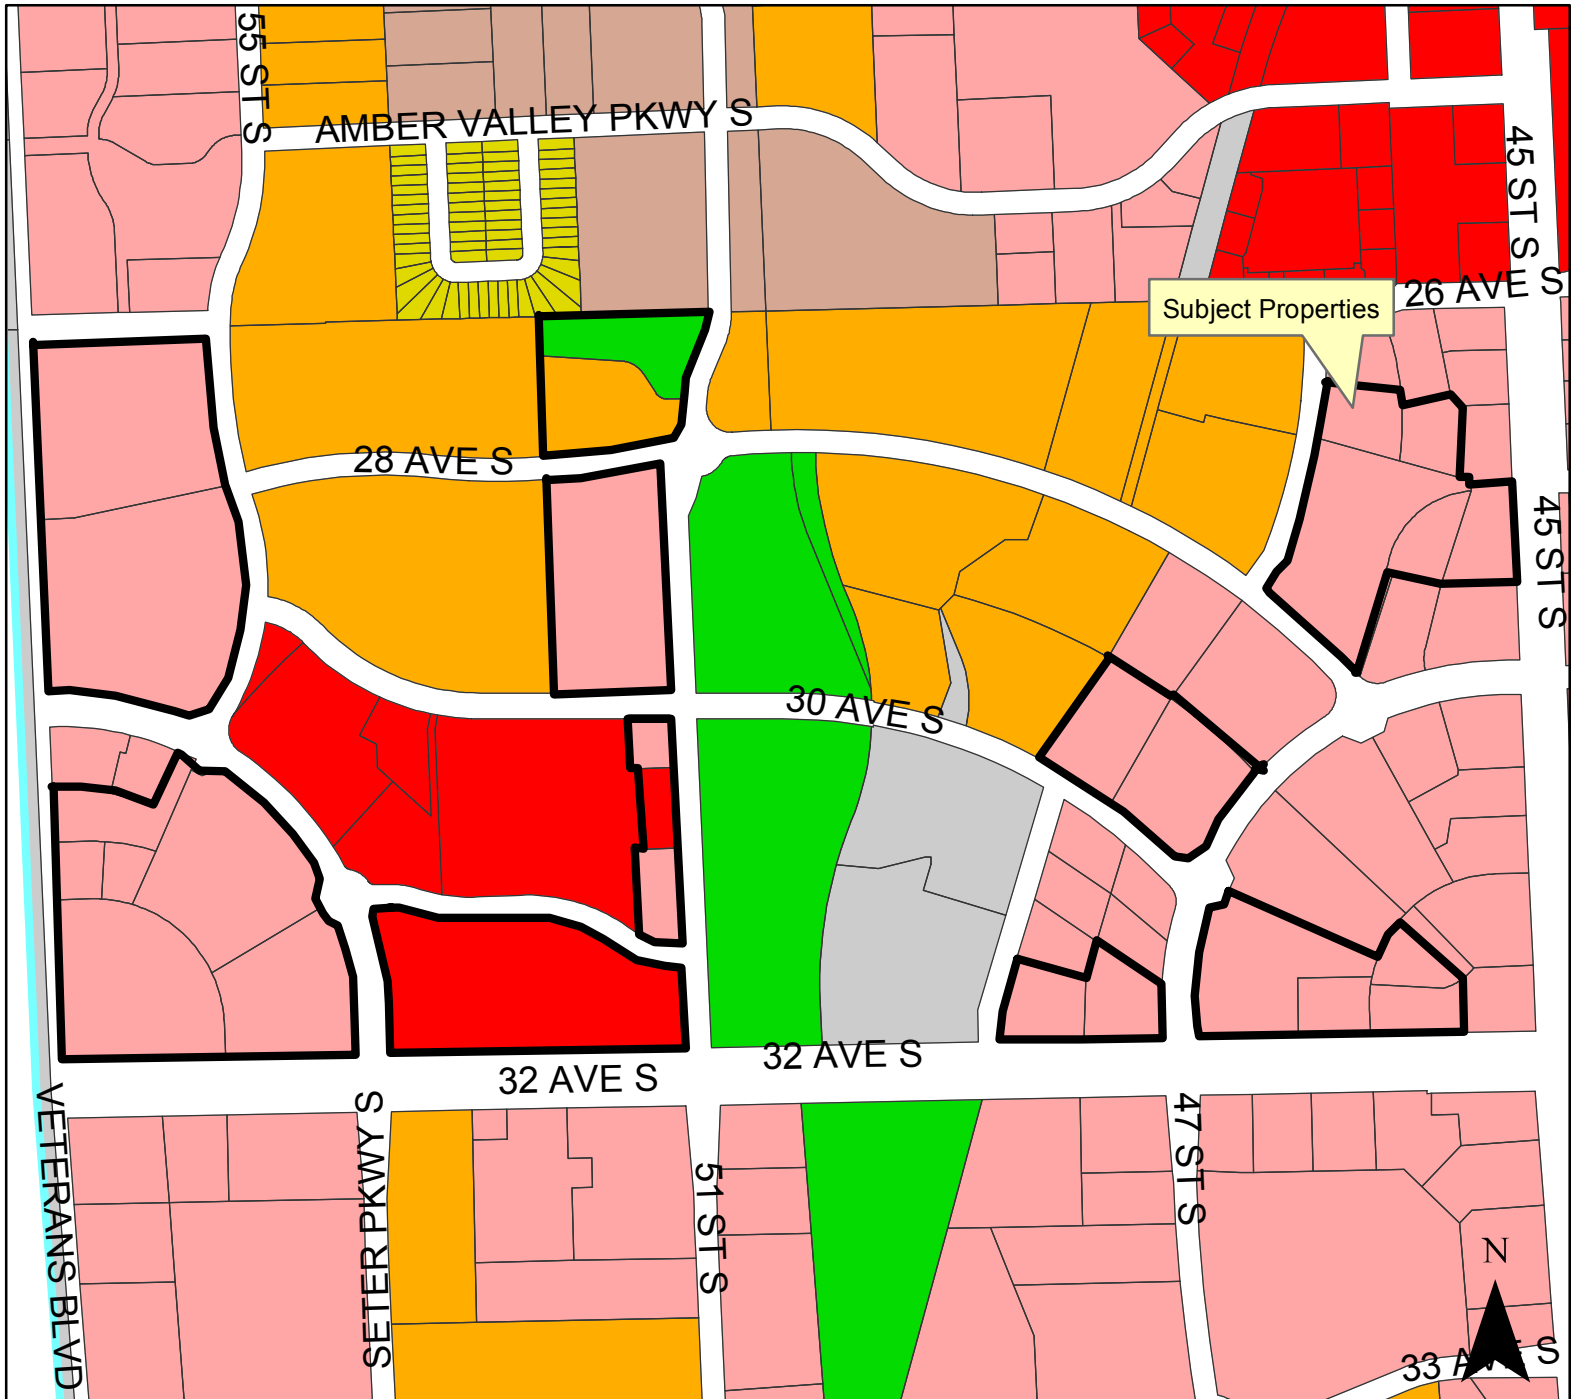 55 ST S
AMBER VALLEY PKWY S
45 ST S
26 AVE S
Subject Properties
28 AVE S
45 ST S
30 AVE S
32 AVE S
32 AVE S
VETERANS BLVD
SETER PKWY S
51 ST S
47 ST S
N
33 AVE S